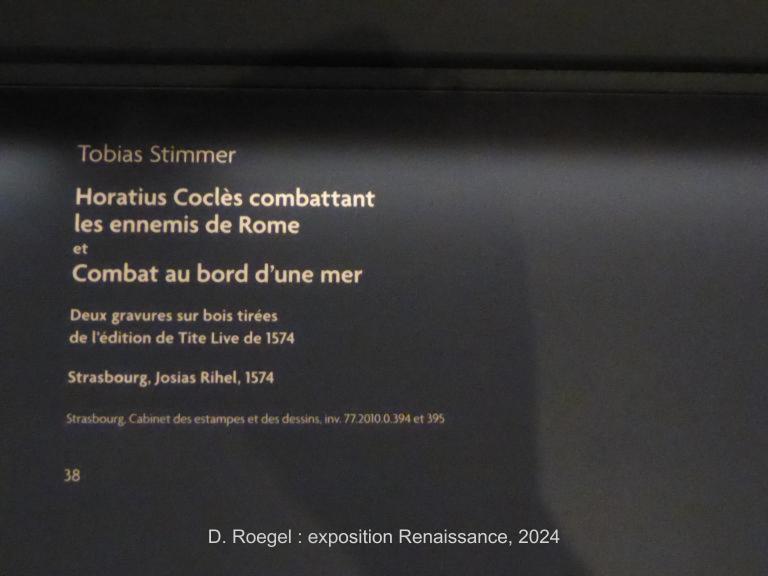 Tobias Stimmer
Horatius Coclès combattant
les ennemis de Rome
et
Combat au bord d’une mer
Deux gravures sur bois tirées
de l’édition de Tite Live de 1574
Strasbourg, Josias Rihel, 1574
Strasbourg, Cabinet des estampes et des dessins, inv. 77.2010.0.394 et 395
38
D. Roegel : exposition Renaissance, 2024